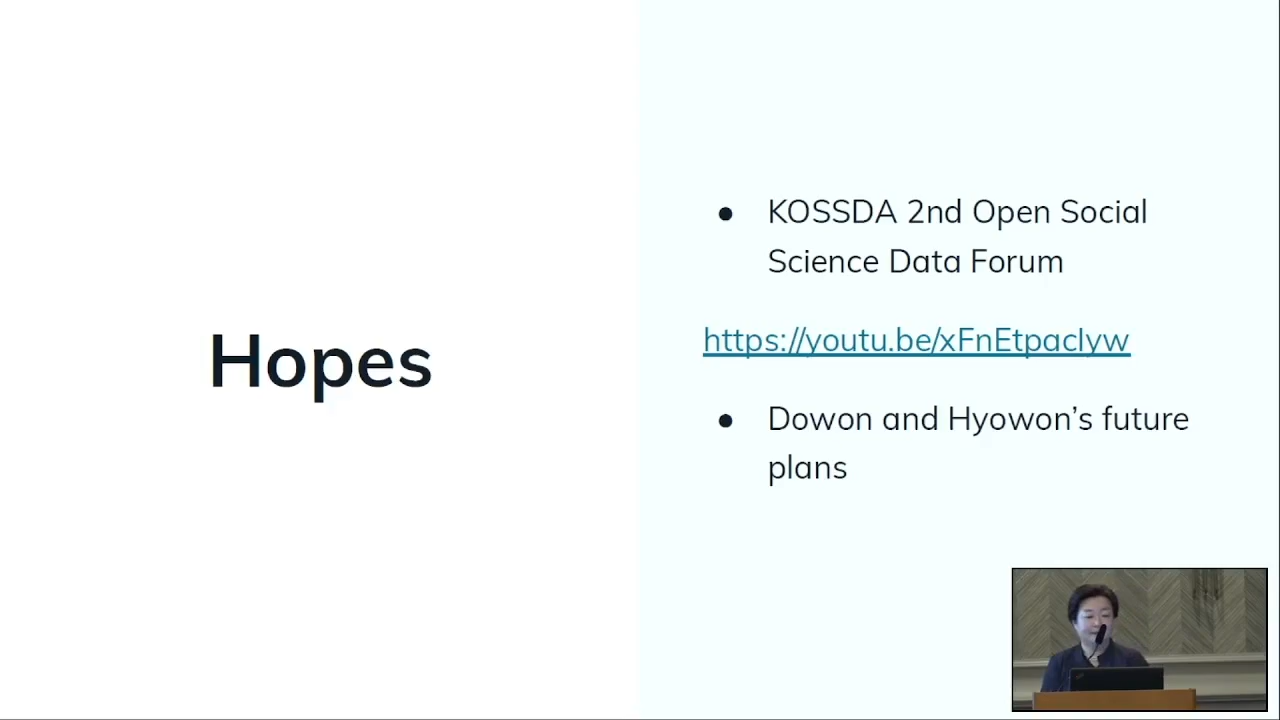 Hopes
● KOSSDA 2nd Open Social
Science Data Forum
https://youtu.be/xFnEtpacIyw
● Dowon and Hyowon’s future
plans